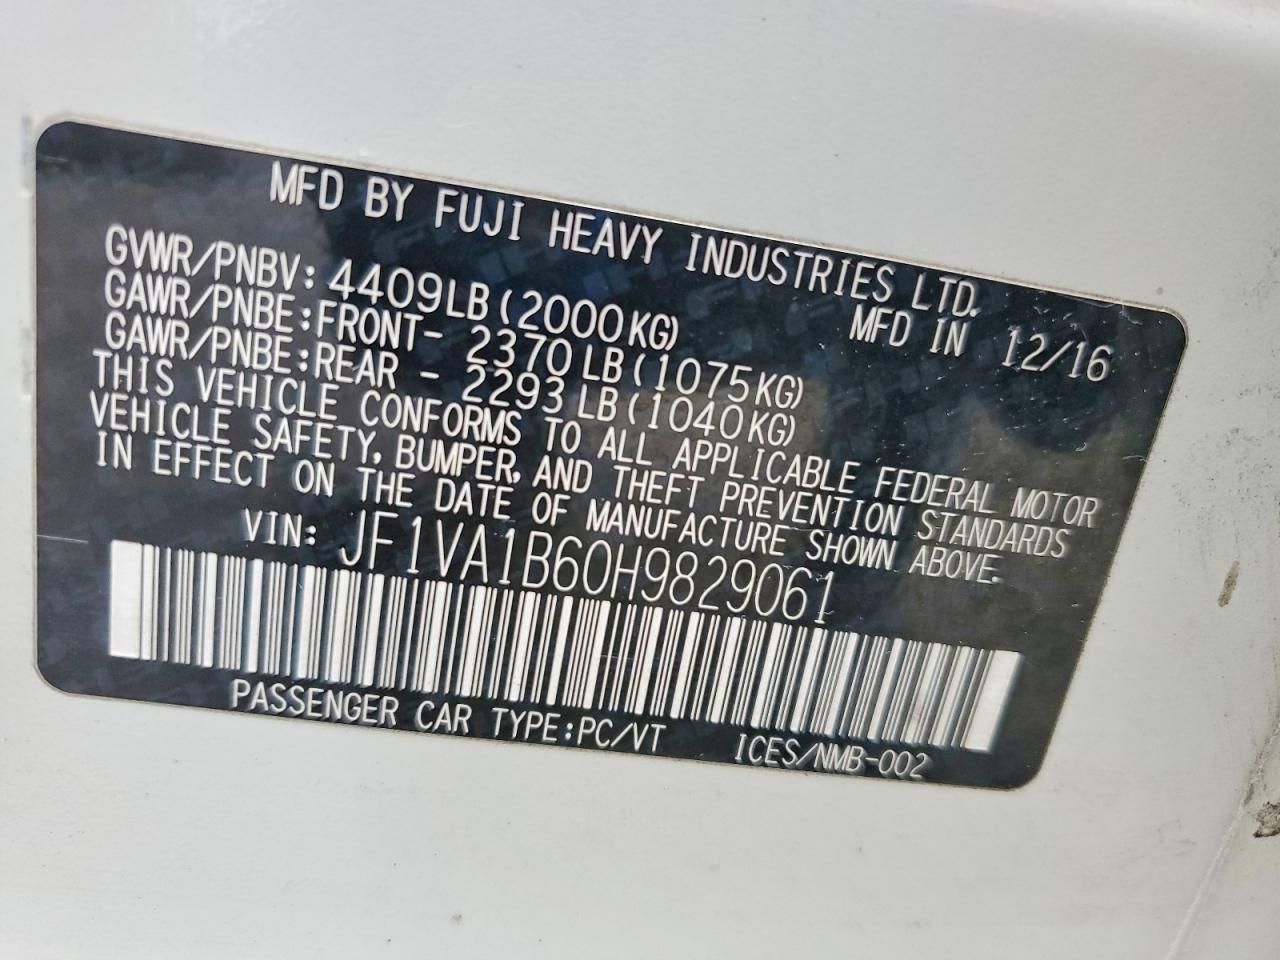 MFD BY FUJI HEAVY INDUSTRIES LTD.
GVWR/PNBV: 4409LB(2000KG) MFD IN 12/16
GAWR/PNBE:FRONT- 2370LB(1075KG)
GAWR/PNBE:REAR - 2293LB(1040KG)
THIS VEHICLE CONFORMS TO ALL APPLICABLE FEDERAL MOTOR
VEHICLE SAFETY, BUMPER, AND THEFT PREVENTION STANDARDS
IN EFFECT ON THE DATE OF MANUFACTURE SHOWN ABOVE.
VIN: JF1VA1B60H9829061
PASSENGER CAR TYPE:PC/VT ICES/NMB-002